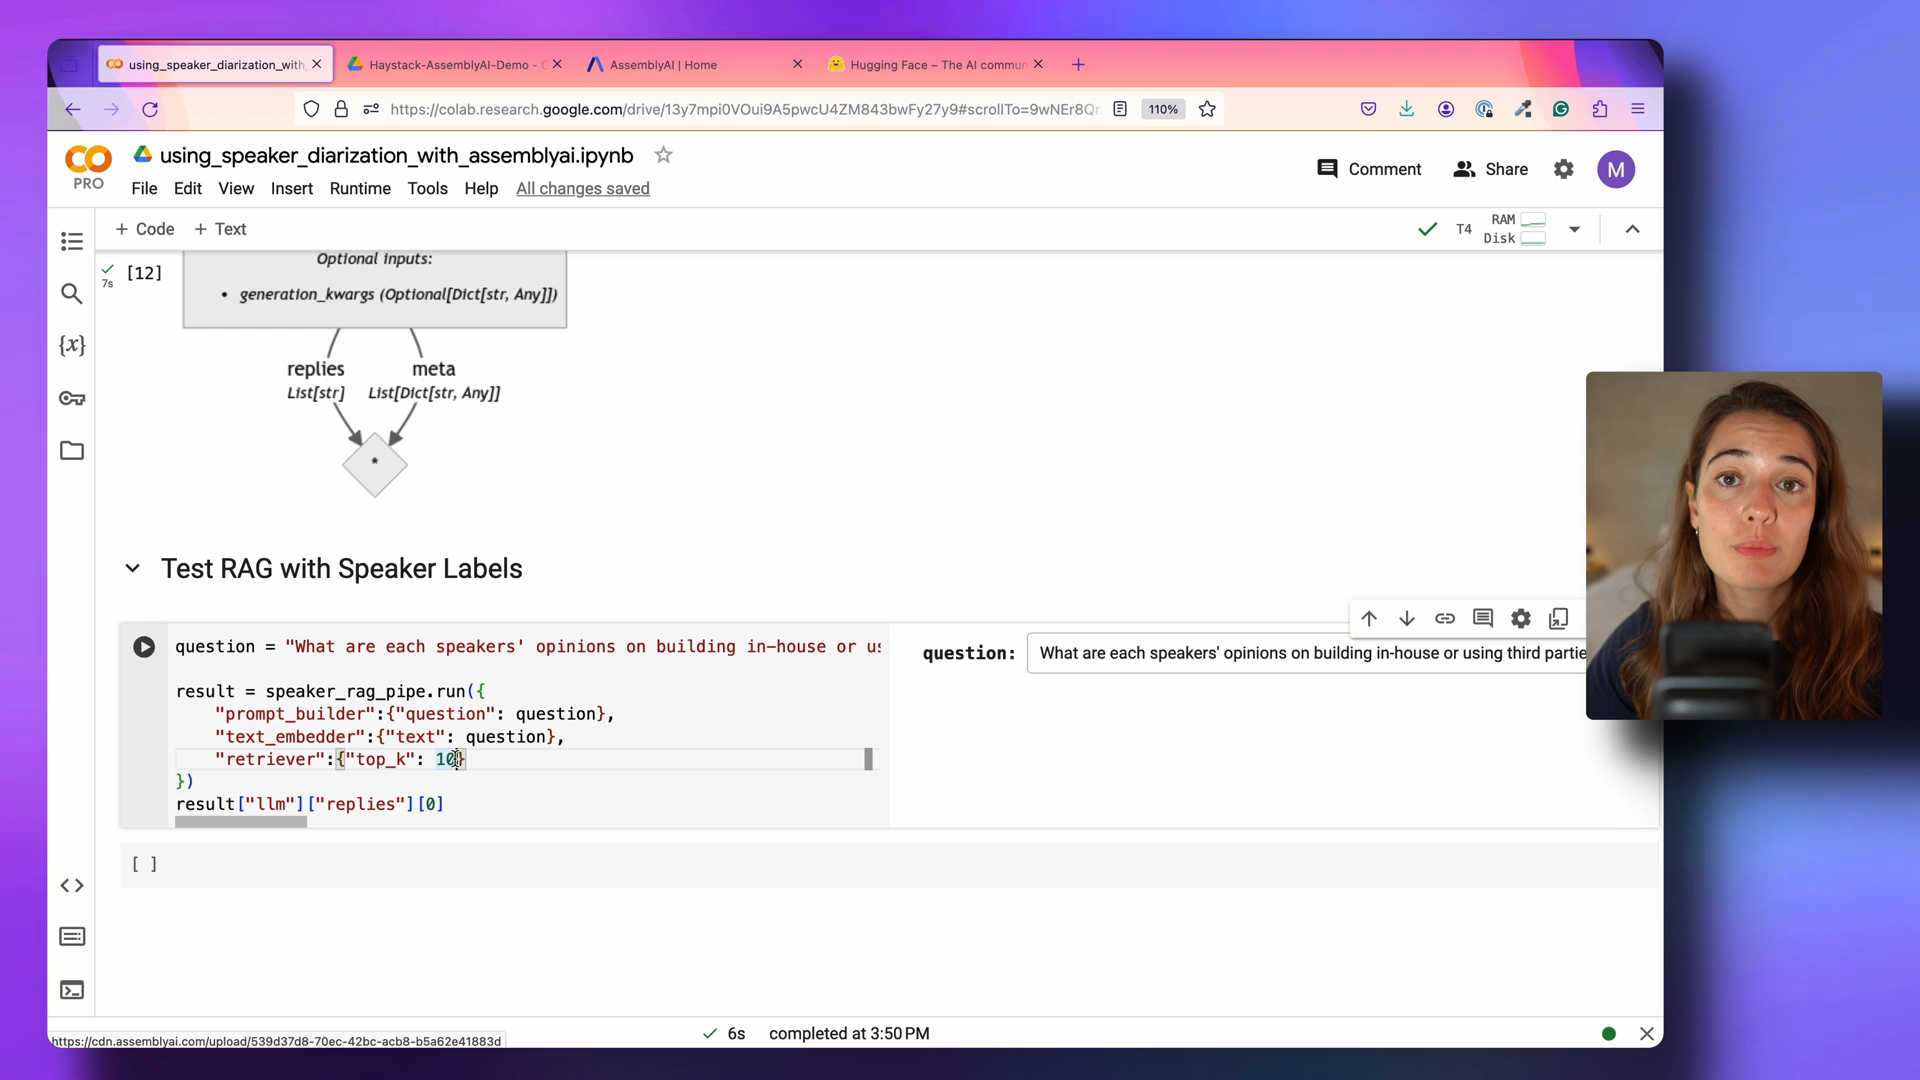 using_speaker_diarization_with_
Haystack-AssemblyAI-Demo - G
AssemblyAI | Home
Hugging Face – The AI commun
https://colab.research.google.com/drive/13y7mpi0VOui9A5pwcU4ZM843bwFy27y9#scrollTo=9wNEr8Qr
110%
PRO
using_speaker_diarization_with_assemblyai.ipynb
File Edit View Insert Runtime Tools Help All changes saved
Comment
Share
M
+ Code + Text
T4
RAM
Disk
[12]
7s
{x}
Optional inputs:
• generation_kwargs (Optional[Dict[str, Any]])
replies
List[str]
meta
List[Dict[str, Any]]
*
Test RAG with Speaker Labels
question = "What are each speakers' opinions on building in-house or us
result = speaker_rag_pipe.run({
"prompt_builder":{"question": question},
"text_embedder":{"text": question},
"retriever":{"top_k": 10}
})
result["llm"]["replies"][0]
question: What are each speakers' opinions on building in-house or using third partie
[ ]
https://cdn.assemblyai.com/upload/539d37d8-70ec-42bc-acb8-b5a62e41883d
6s completed at 3:50 PM